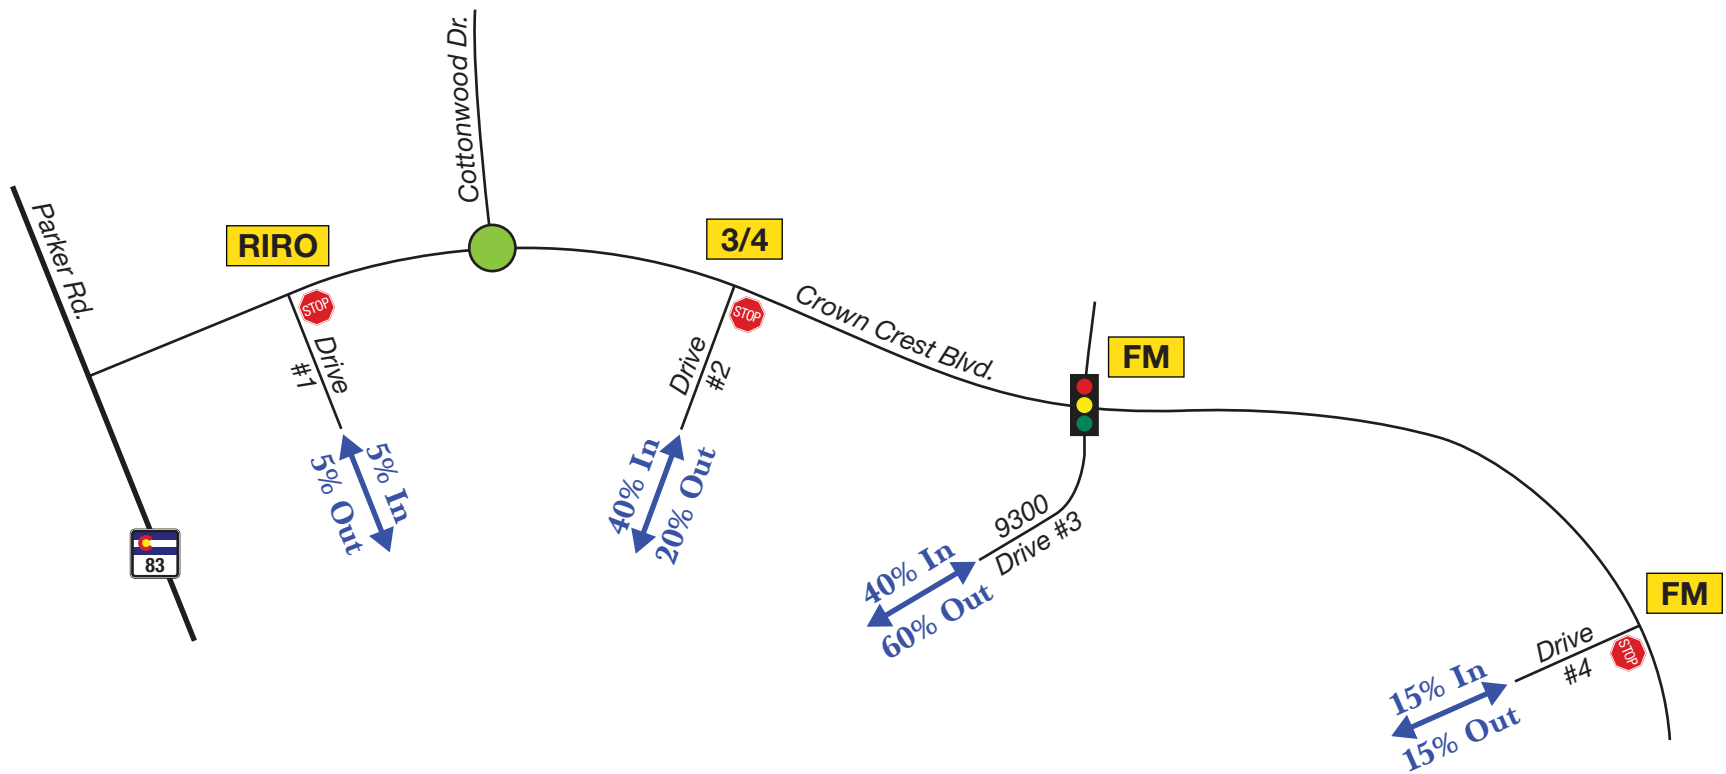 Cottonwood Dr.
Parker Rd.
RIRO
3/4
STOP
STOP
Crown Crest Blvd.
Drive
#1
Drive
#2
FM
5% In
5% Out
40% In
20% Out
83
9300
Drive #3
40% In
60% Out
FM
Drive
#4
STOP
15% In
15% Out